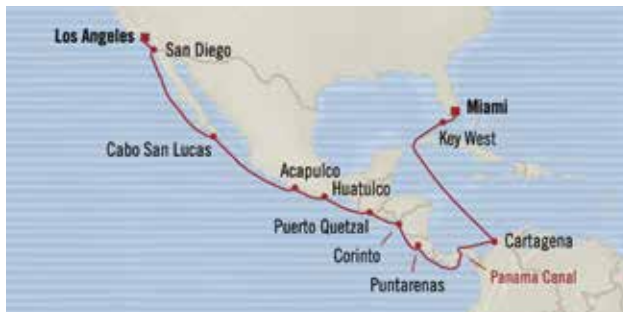 Los Angeles
San Diego
Miami
Key West
Cabo San Lucas
Acapulco
Huatulco
Puerto Quetzal
Corinto
Cartagena
Panama Canal
Puntarenas